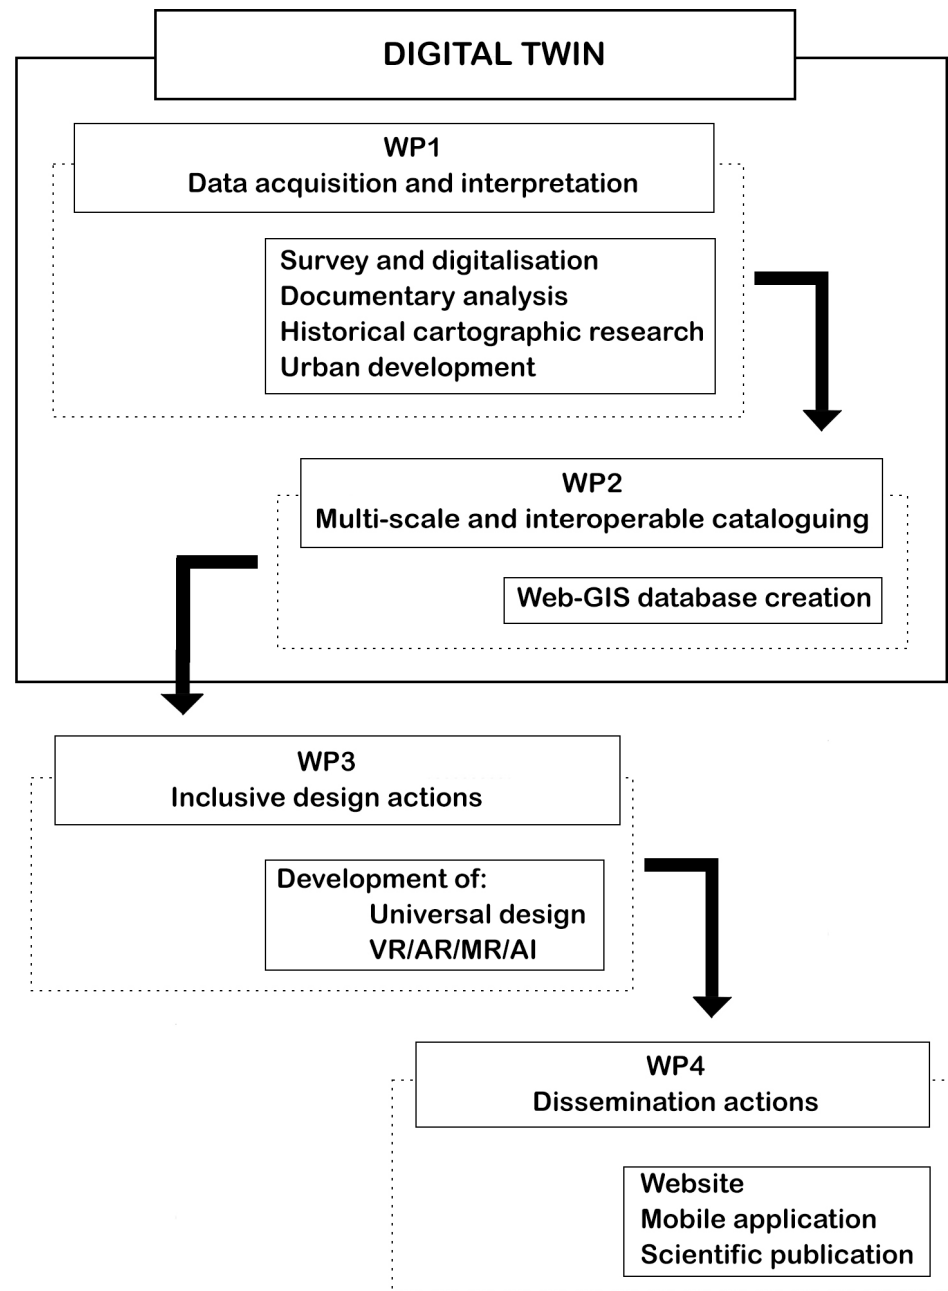 DIGITAL TWIN
WP1
Data acquisition and interpretation
Survey and digitalisation
Documentary analysis
Historical cartographic research
Urban development
WP2
Multi-scale and interoperable cataloguing
Web-GIS database creation
WP3
Inclusive design actions
Development of:
Universal design
VR/AR/MR/AI
WP4
Dissemination actions
Website
Mobile application
Scientific publication